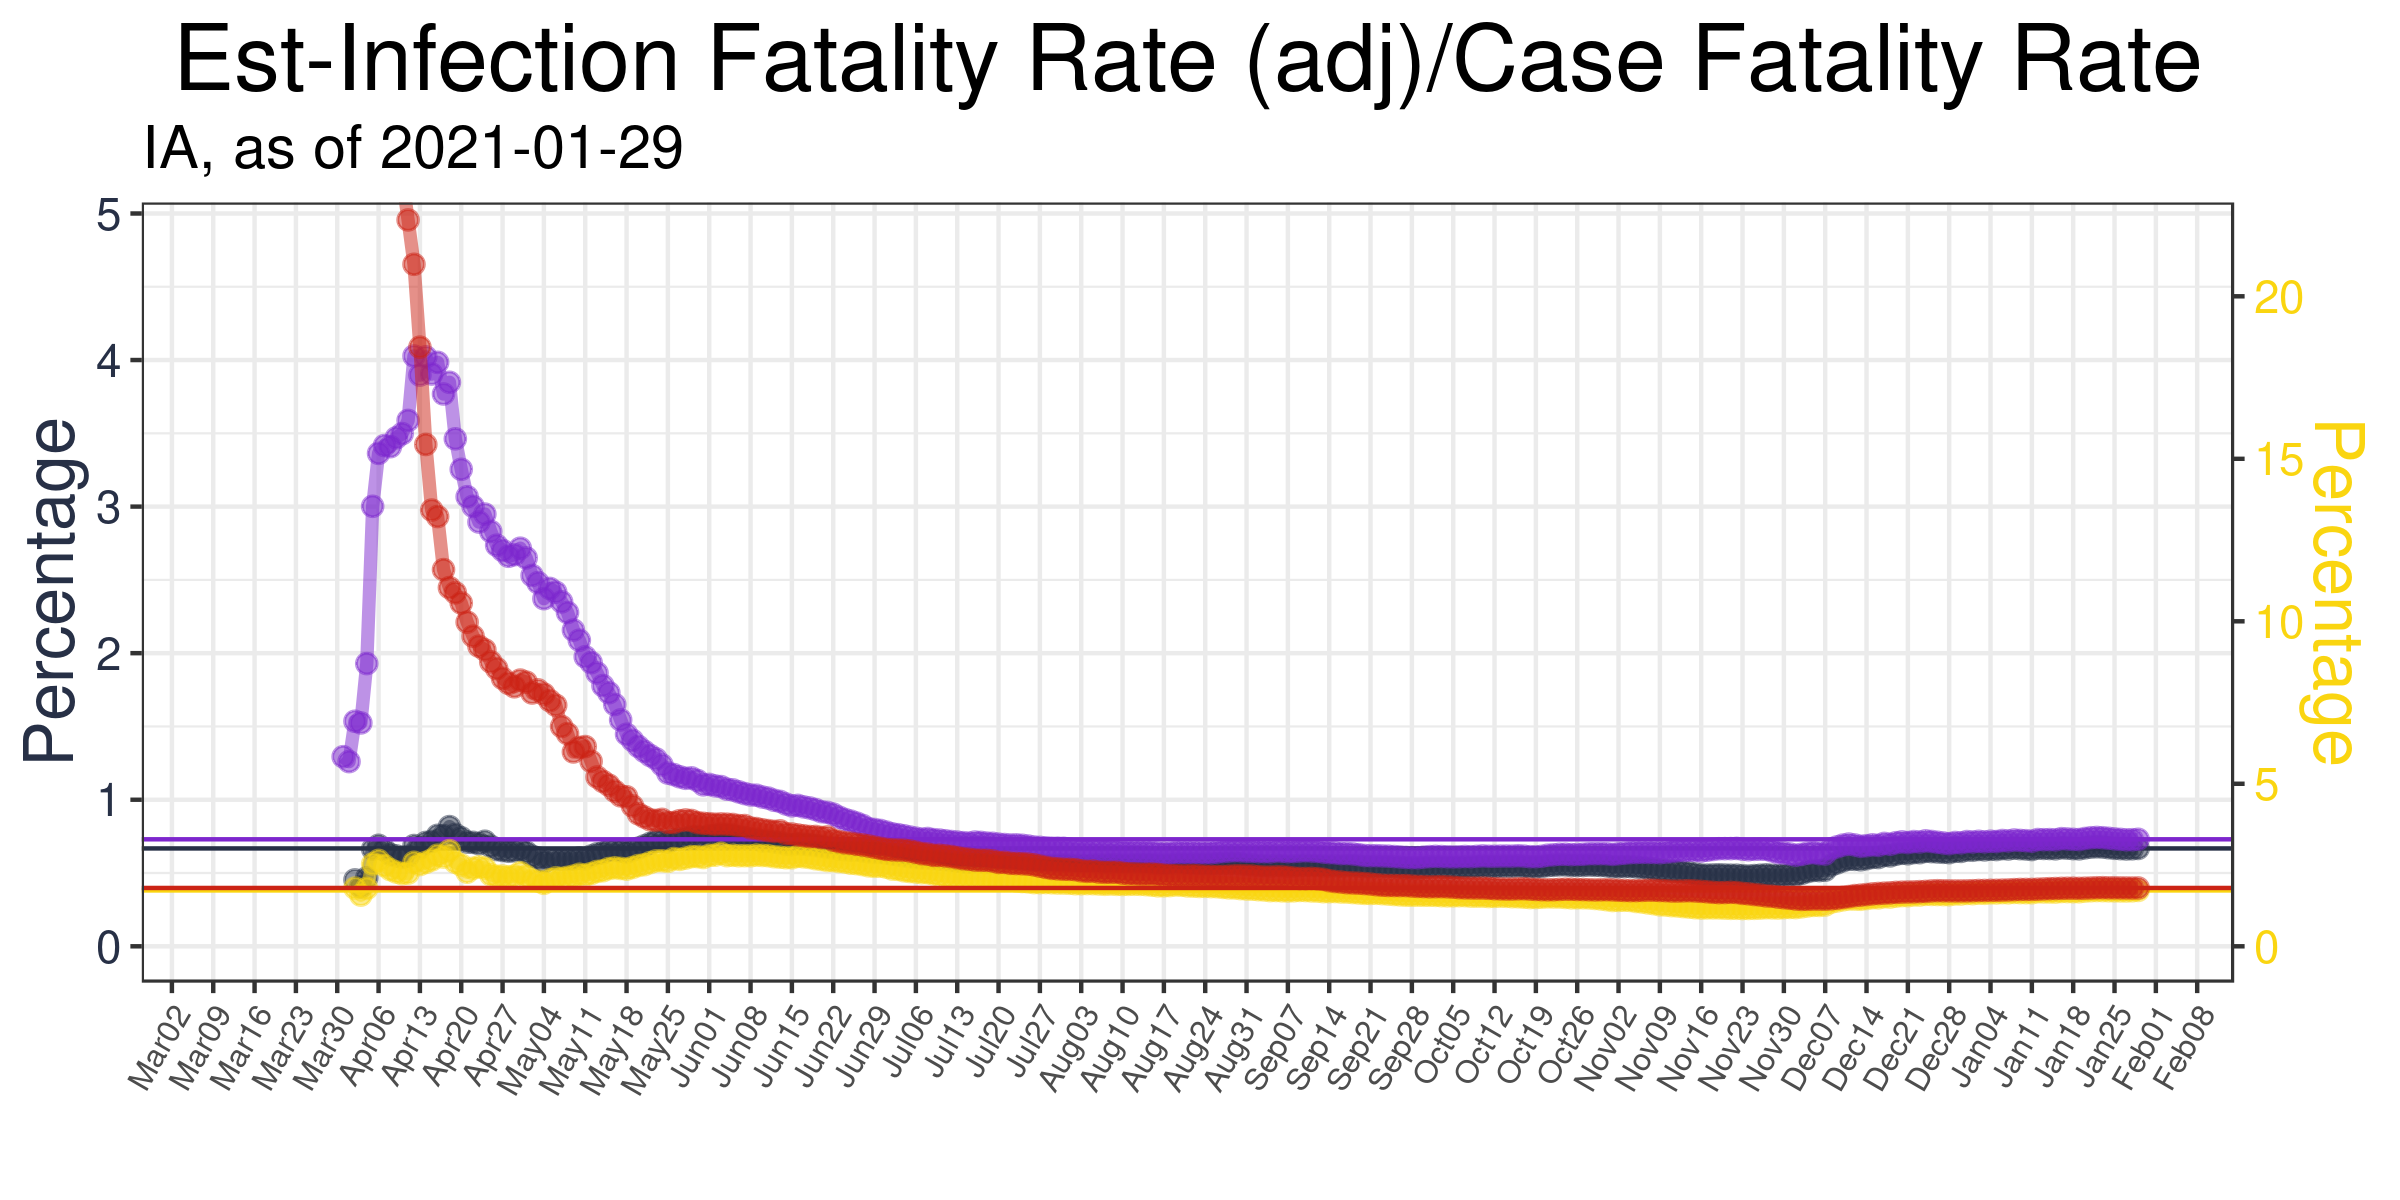 Est-Infection Fatality Rate (adj)/Case Fatality Rate
IA, as of 2021-01-29
Percentage
5
4
3
2
1
0
20
15
10
5
0
Percentage
Mar02
Mar09
Mar16
Mar23
Mar30
Apr06
Apr13
Apr20
Apr27
May04
May11
May18
May25
Jun01
Jun08
Jun15
Jun22
Jun29
Jul06
Jul13
Jul20
Jul27
Aug03
Aug10
Aug17
Aug24
Aug31
Sep07
Sep14
Sep21
Sep28
Oct05
Oct12
Oct19
Oct26
Nov02
Nov09
Nov16
Nov23
Nov30
Dec07
Dec14
Dec21
Dec28
Jan04
Jan11
Jan18
Jan25
Feb01
Feb08